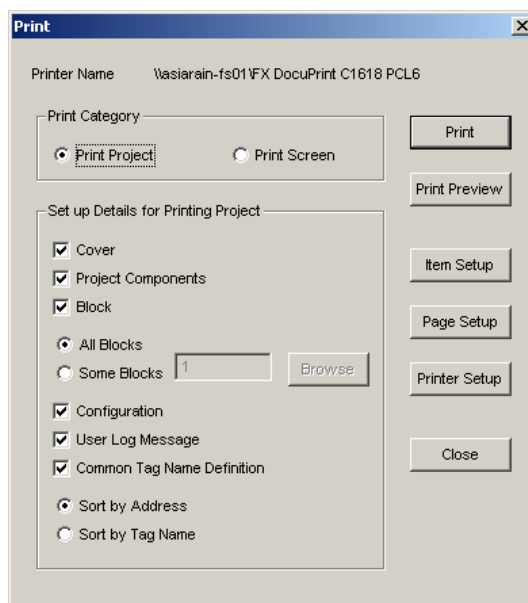 Print
Printer Name \\asiarain-fs01\FX DocuPrint C1618 PCL6
Print Category
Print Project
Print Screen
Print
Print Preview
Set up Details for Printing Project
Cover
Project Components
Block
All Blocks
Some Blocks 1 Browse
Configuration
User Log Message
Common Tag Name Definition
Sort by Address
Sort by Tag Name
Item Setup
Page Setup
Printer Setup
Close